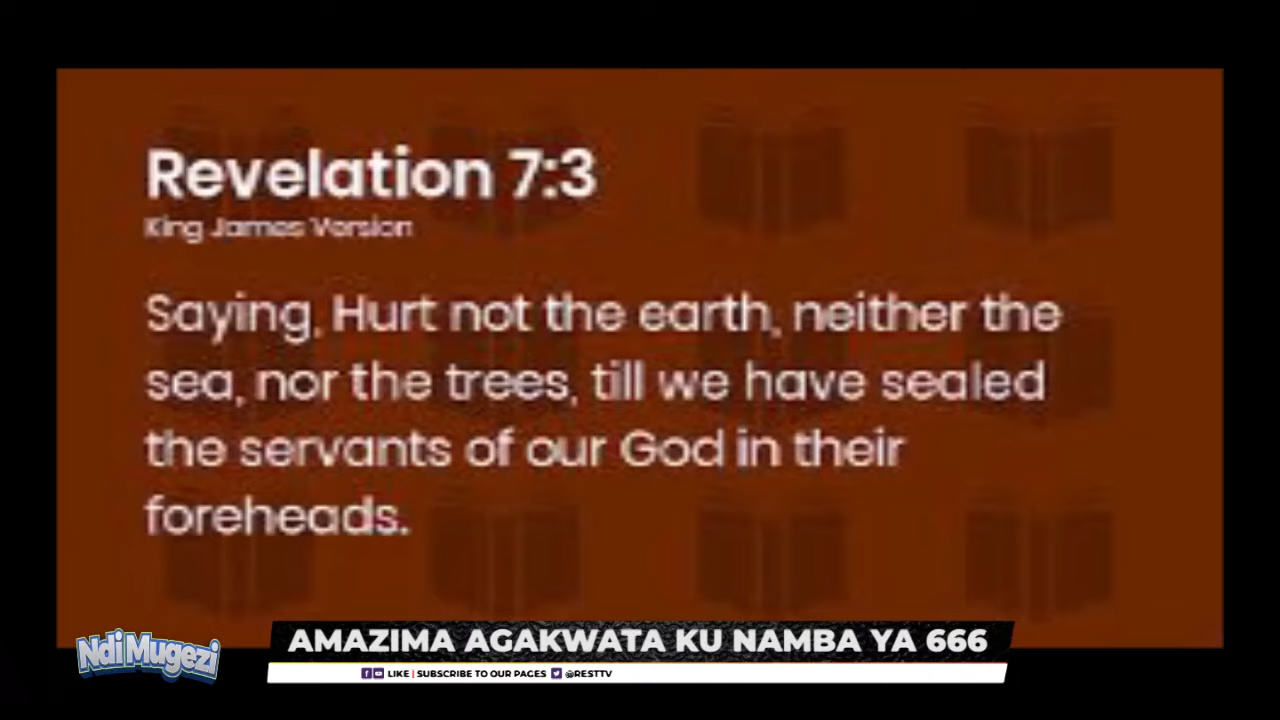 Revelation 7:3
King James Version
Saying, Hurt not the earth, neither the
sea, nor the trees, till we have sealed
the servants of our God in their
foreheads.
Ndi Mugezi
AMAZIMA AGAKWATA KU NAMBA YA 666
LIKE | SUBSCRIBE TO OUR PAGES @RESTTV